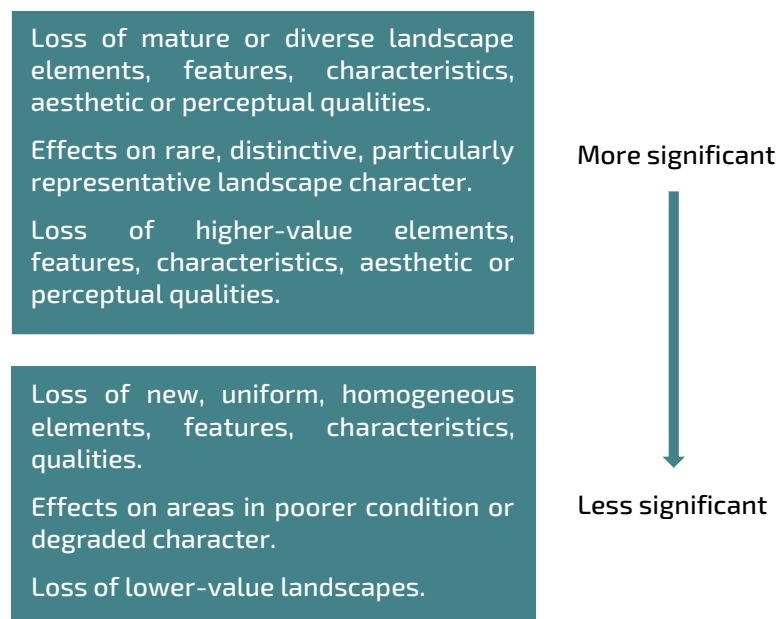 Loss of mature or diverse landscape
elements, features, characteristics,
aesthetic or perceptual qualities.
Effects on rare, distinctive, particularly
representative landscape character.
Loss of higher-value elements,
features, characteristics, aesthetic or
perceptual qualities.
More significant
Loss of new, uniform, homogeneous
elements, features, characteristics,
qualities.
Effects on areas in poorer condition or
degraded character.
Loss of lower-value landscapes.
Less significant